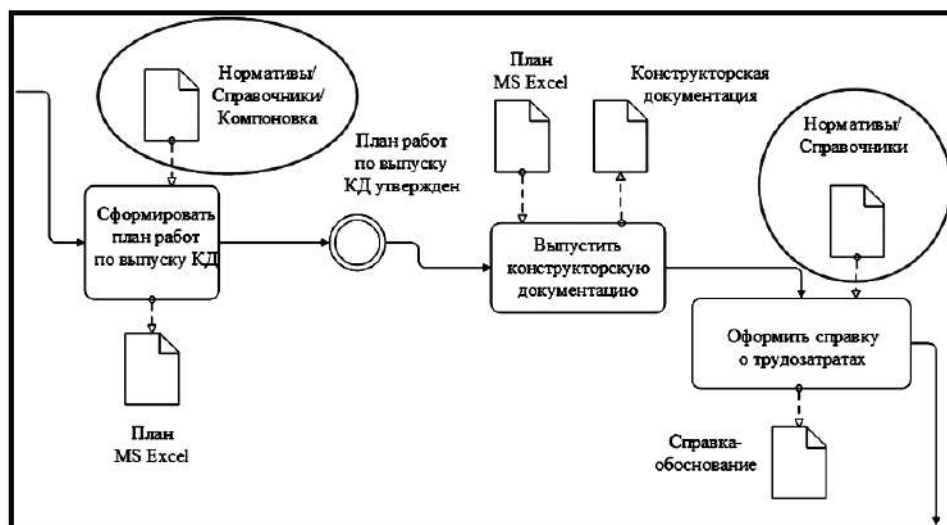 Нормативы/
Справочники/
Компоновка
Сформировать
план работ
по выпуску КД
План
MS Excel
План работ
по выпуску
КД утвержден
План
MS Excel
Конструкторская
документация
Выпустить
конструкторскую
документацию
Нормативы/
Справочники
Оформить справку
о трудозатратах
Справка-
обоснование